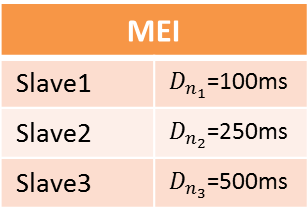 MEI
Slave1 Dn1=100ms
Slave2 Dn2=250ms
Slave3 Dn3=500ms